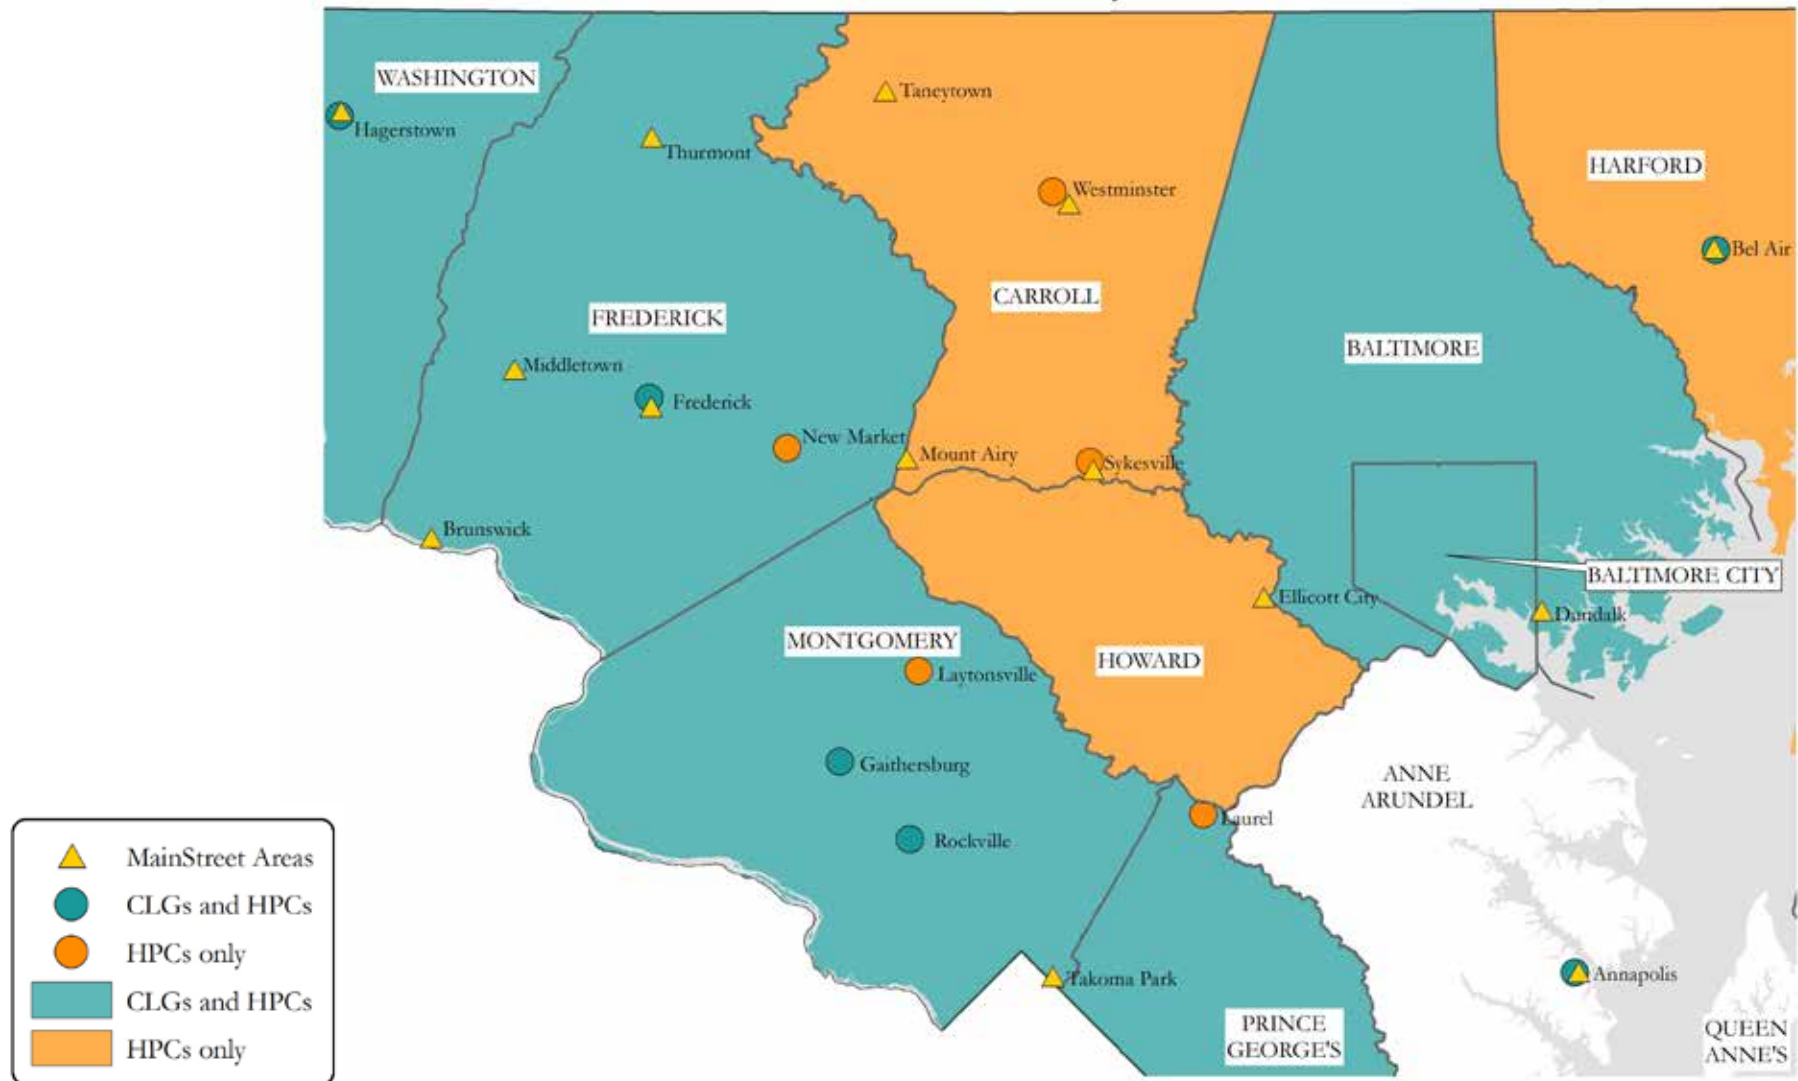 WASHINGTON
Hagerstown
Thurmont
Taneytown
Westminster
HARFORD
Bel Air
CARROLL
FREDERICK
BALTIMORE
Middletown
Frederick
New Market
Mount Airy
Sykesville
Brunswick
BALTIMORE CITY
Ellicott City
Dundalk
MONTGOMERY
HOWARD
Laytonsville
Gaithersburg
ANNE
ARUNDEL
Laurel
Rockville
Takoma Park
Annapolis
PRINCE
GEORGE'S
QUEEN
ANNE'S
MainStreet Areas
CLGs and HPCs
HPCs only
CLGs and HPCs
HPCs only